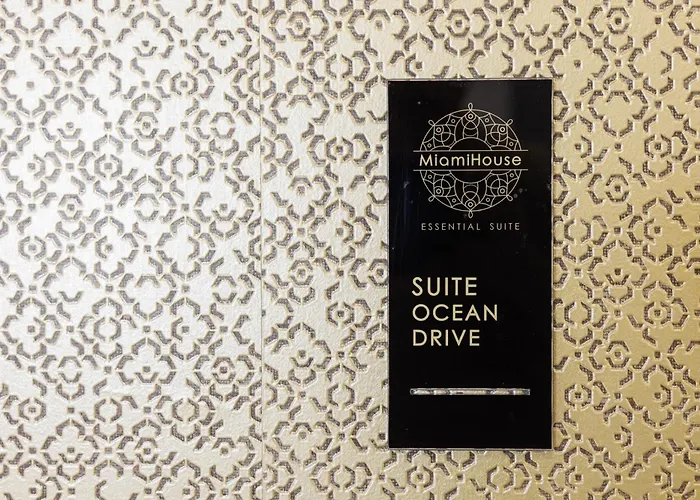 MiamiHouse
ESSENTIAL SUITE
SUITE
OCEAN
DRIVE